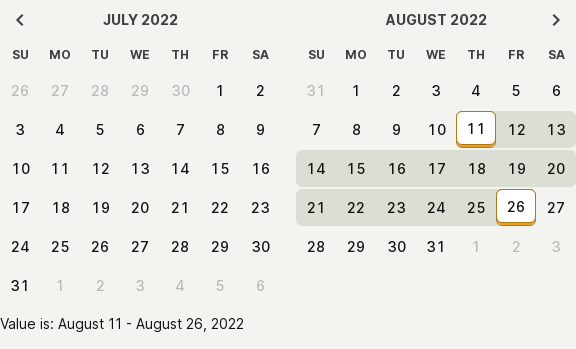 JULY 2022
SU MO TU WE TH FR SA
26 27 28 29 30 1 2
3 4 5 6 7 8 9
10 11 12 13 14 15 16
17 18 19 20 21 22 23
24 25 26 27 28 29 30
31 1 2 3 4 5 6
AUGUST 2022
SU MO TU WE TH FR SA
31 1 2 3 4 5 6
7 8 9 10 11 12 13
14 15 16 17 18 19 20
21 22 23 24 25 26 27
28 29 30 31 1 2 3
Value is: August 11 - August 26, 2022